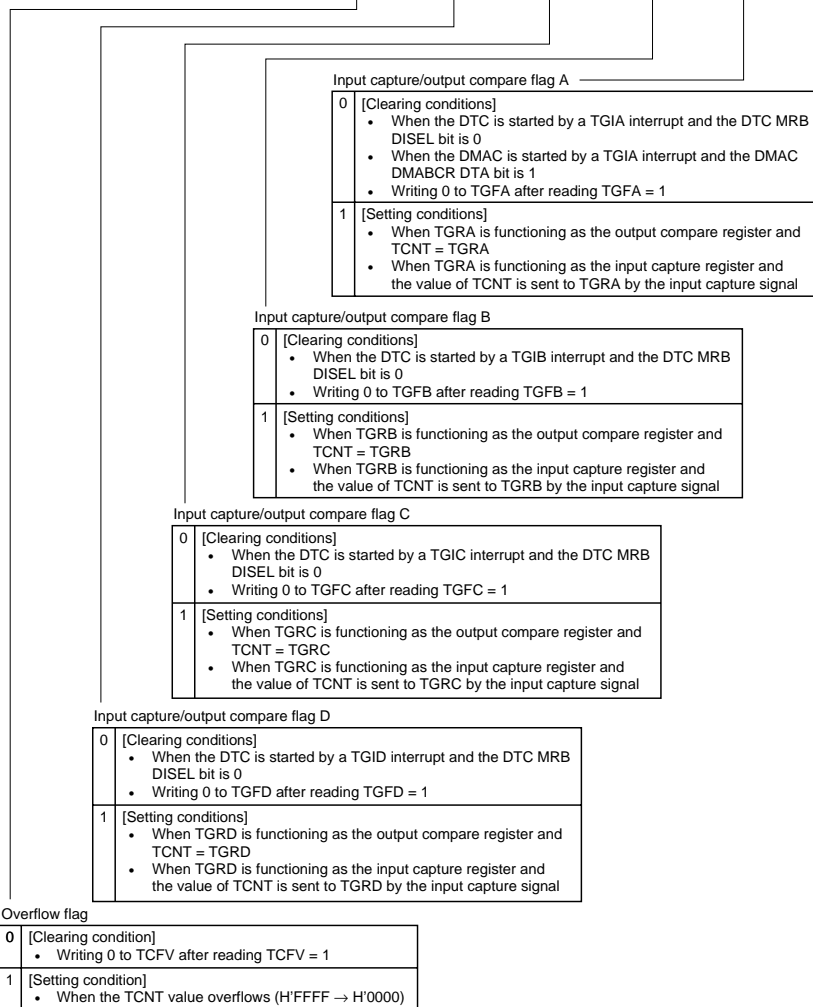 Input capture/output compare flag A
0 [Clearing conditions]
• When the DTC is started by a TGIA interrupt and the DTC MRB
DISEL bit is 0
• When the DMAC is started by a TGIA interrupt and the DMAC
DMABCR DTA bit is 1
• Writing 0 to TGFA after reading TGFA = 1
1 [Setting conditions]
• When TGRA is functioning as the output compare register and
TCNT = TGRA
• When TGRA is functioning as the input capture register and
the value of TCNT is sent to TGRA by the input capture signal
Input capture/output compare flag B
0 [Clearing conditions]
• When the DTC is started by a TGIB interrupt and the DTC MRB
DISEL bit is 0
• Writing 0 to TGFB after reading TGFB = 1
1 [Setting conditions]
• When TGRB is functioning as the output compare register and
TCNT = TGRB
• When TGRB is functioning as the input capture register and
the value of TCNT is sent to TGRB by the input capture signal
Input capture/output compare flag C
0 [Clearing conditions]
• When the DTC is started by a TGIC interrupt and the DTC MRB
DISEL bit is 0
• Writing 0 to TGFC after reading TGFC = 1
1 [Setting conditions]
• When TGRC is functioning as the output compare register and
TCNT = TGRC
• When TGRC is functioning as the input capture register and
the value of TCNT is sent to TGRC by the input capture signal
Input capture/output compare flag D
0 [Clearing conditions]
• When the DTC is started by a TGID interrupt and the DTC MRB
DISEL bit is 0
• Writing 0 to TGFD after reading TGFD = 1
1 [Setting conditions]
• When TGRD is functioning as the output compare register and
TCNT = TGRD
• When TGRD is functioning as the input capture register and
the value of TCNT is sent to TGRD by the input capture signal
Overflow flag
0 [Clearing condition]
• Writing 0 to TCFV after reading TCFV = 1
1 [Setting condition]
• When the TCNT value overflows (H'FFFF → H'0000)